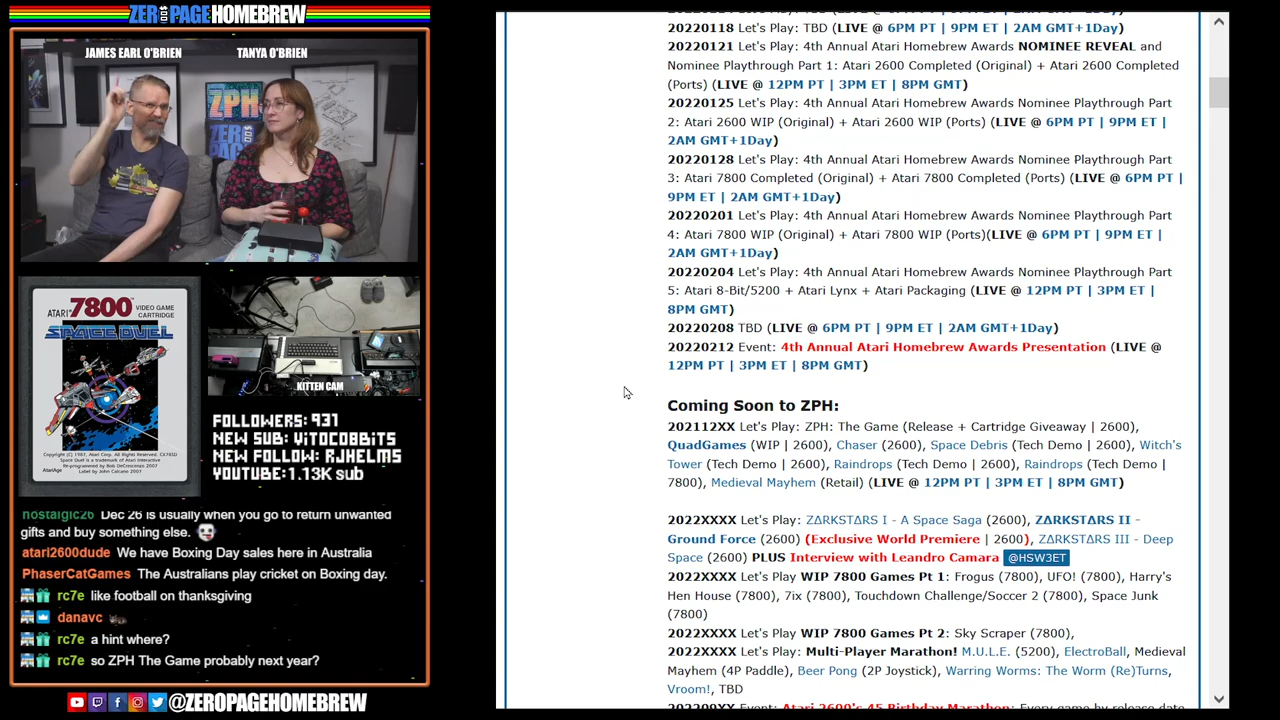 ZEROPAGEHOMEBREW
JAMES EARL O'BRIEN
TANYA O'BRIEN
ZPH
ATARI 7800 VIDEO GAME CARTRIDGE
SPACE DUEL
KITTEN CAM
FOLLOWERS: 937
NEW SUB: VITOCOBBITS
NEW FOLLOW: RJHELMS
YOUTUBE: 1.13K SUB
nostalgic26 Dec 26 is usually when you go to return unwanted
gifts and buy something else.
atari2600dude We have Boxing Day sales here in Australia
PhaserCatGames The Australians play cricket on Boxing day.
rc7e like football on thanksgiving
danavc
rc7e a hint where?
rc7e so ZPH The Game probably next year?
@ZEROPAGEHOMEBREW
20220118 Let's Play: TBD (LIVE @ 6PM PT | 9PM ET | 2AM GMT+1Day)
20220121 Let's Play: 4th Annual Atari Homebrew Awards NOMINEE REVEAL and
Nominee Playthrough Part 1: Atari 2600 Completed (Original) + Atari 2600 Completed
(Ports) (LIVE @ 12PM PT | 3PM ET | 8PM GMT)
20220125 Let's Play: 4th Annual Atari Homebrew Awards Nominee Playthrough Part
2: Atari 2600 WIP (Original) + Atari 2600 WIP (Ports) (LIVE @ 6PM PT | 9PM ET |
2AM GMT+1Day)
20220128 Let's Play: 4th Annual Atari Homebrew Awards Nominee Playthrough Part
3: Atari 7800 Completed (Original) + Atari 7800 Completed (Ports) (LIVE @ 6PM PT |
9PM ET | 2AM GMT+1Day)
20220201 Let's Play: 4th Annual Atari Homebrew Awards Nominee Playthrough Part
4: Atari 7800 WIP (Original) + Atari 7800 WIP (Ports)(LIVE @ 6PM PT | 9PM ET |
2AM GMT+1Day)
20220204 Let's Play: 4th Annual Atari Homebrew Awards Nominee Playthrough Part
5: Atari 8-Bit/5200 + Atari Lynx + Atari Packaging (LIVE @ 12PM PT | 3PM ET |
8PM GMT)
20220208 TBD (LIVE @ 6PM PT | 9PM ET | 2AM GMT+1Day)
20220212 Event: 4th Annual Atari Homebrew Awards Presentation (LIVE @
12PM PT | 3PM ET | 8PM GMT)
Coming Soon to ZPH:
202112XX Let's Play: ZPH: The Game (Release + Cartridge Giveaway | 2600),
QuadGames (WIP | 2600), Chaser (2600), Space Debris (Tech Demo | 2600), Witch's
Tower (Tech Demo | 2600), Raindrops (Tech Demo | 2600), Raindrops (Tech Demo |
7800), Medieval Mayhem (Retail) (LIVE @ 12PM PT | 3PM ET | 8PM GMT)
2022XXXX Let's Play: ZΔRKSTΔRS I - A Space Saga (2600), ZΔRKSTΔRS II -
Ground Force (2600) (Exclusive World Premiere | 2600), ZΔRKSTΔRS III - Deep
Space (2600) PLUS Interview with Leandro Camara @HSW3ET
2022XXXX Let's Play WIP 7800 Games Pt 1: Frogus (7800), UFO! (7800), Harry's
Hen House (7800), 7ix (7800), Touchdown Challenge/Soccer 2 (7800), Space Junk
(7800)
2022XXXX Let's Play WIP 7800 Games Pt 2: Sky Scraper (7800),
2022XXXX Let's Play: Multi-Player Marathon! M.U.L.E. (5200), ElectroBall, Medieval
Mayhem (4P Paddle), Beer Pong (2P Joystick), Warring Worms: The Worm (Re)Turns,
Vroom!, TBD
202209XX Event: Atari 2600's 45 Birthday Marathon: Every game by release date